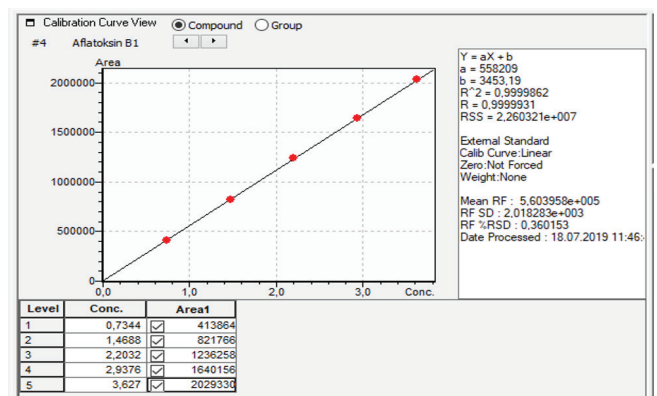 Calibration Curve View Compound Group
#4 Aflatoksin B1
Area
2000000
1500000
1000000
500000
0
0,0 1,0 2,0 3,0 Conc.
Y = aX + b
a = 558209
b = 3453,19
R^2 = 0,9999862
R = 0,9999931
RSS = 2,260321e+007
External Standard
Calib Curve:Linear
Zero:Not Forced
Weight:None
Mean RF : 5,603958e+005
RF SD : 2,018283e+003
RF %RSD : 0,360153
Date Processed : 18.07.2019 11:46:
Level Conc. Area1
1 0,7344 413864
2 1,4688 821766
3 2,2032 1236258
4 2,9376 1640156
5 3,627 2029330